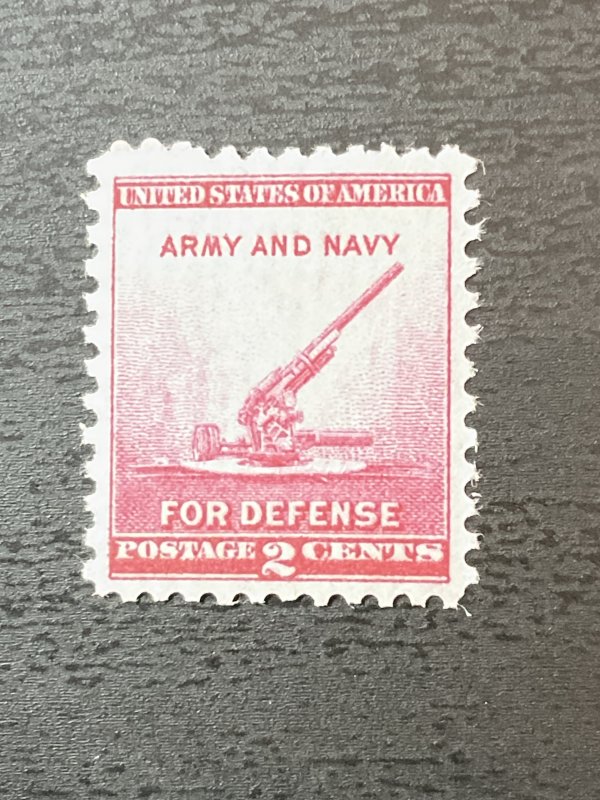 UNITED STATES OF AMERICA
ARMY AND NAVY
FOR DEFENSE
POSTAGE 2 CENTS